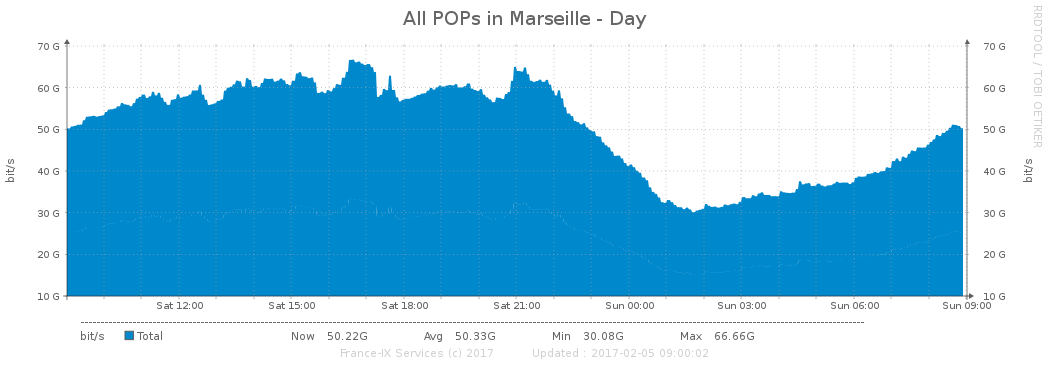 All POPs in Marseille - Day
RRDTOOL / TOBI OETIKER
70 G 70 G
60 G 60 G
50 G 50 G
40 G 40 G
30 G 30 G
20 G 20 G
10 G 10 G
bit/s
bit/s
Sat 12:00 Sat 15:00 Sat 18:00 Sat 21:00 Sun 00:00 Sun 03:00 Sun 06:00 Sun 09:00
bit/s Total Now 50.22G Avg 50.33G Min 30.08G Max 66.66G
France-IX Services (c) 2017 Updated : 2017-02-05 09:00:02